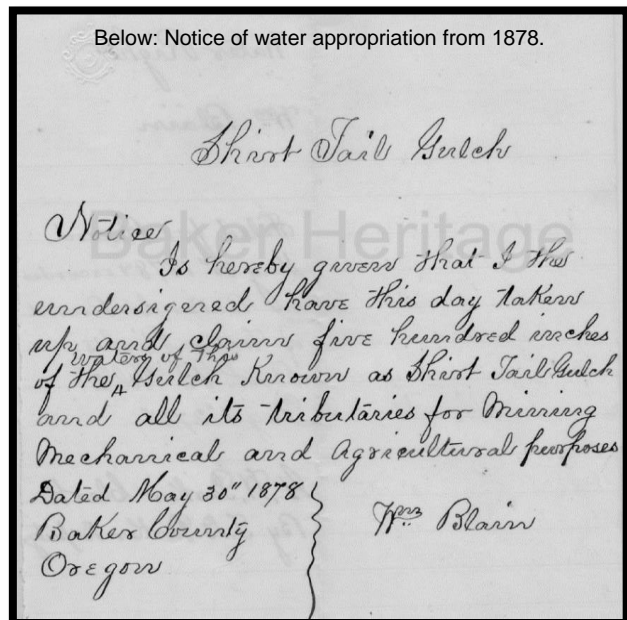 Below: Notice of water appropriation from 1878.
Shirt Tail Gulch
Baker Heritage
Notice
Is hereby given that I the
undersigned have this day taken
up and claim five hundred inches
waters of the
of the ^ Gulch Known as Shirt Tail Gulch
and all its tributaries for Mining
Mechanical and Agricultural purposes
Dated May 30" 1878
Baker County
Oregon
Wm Blain